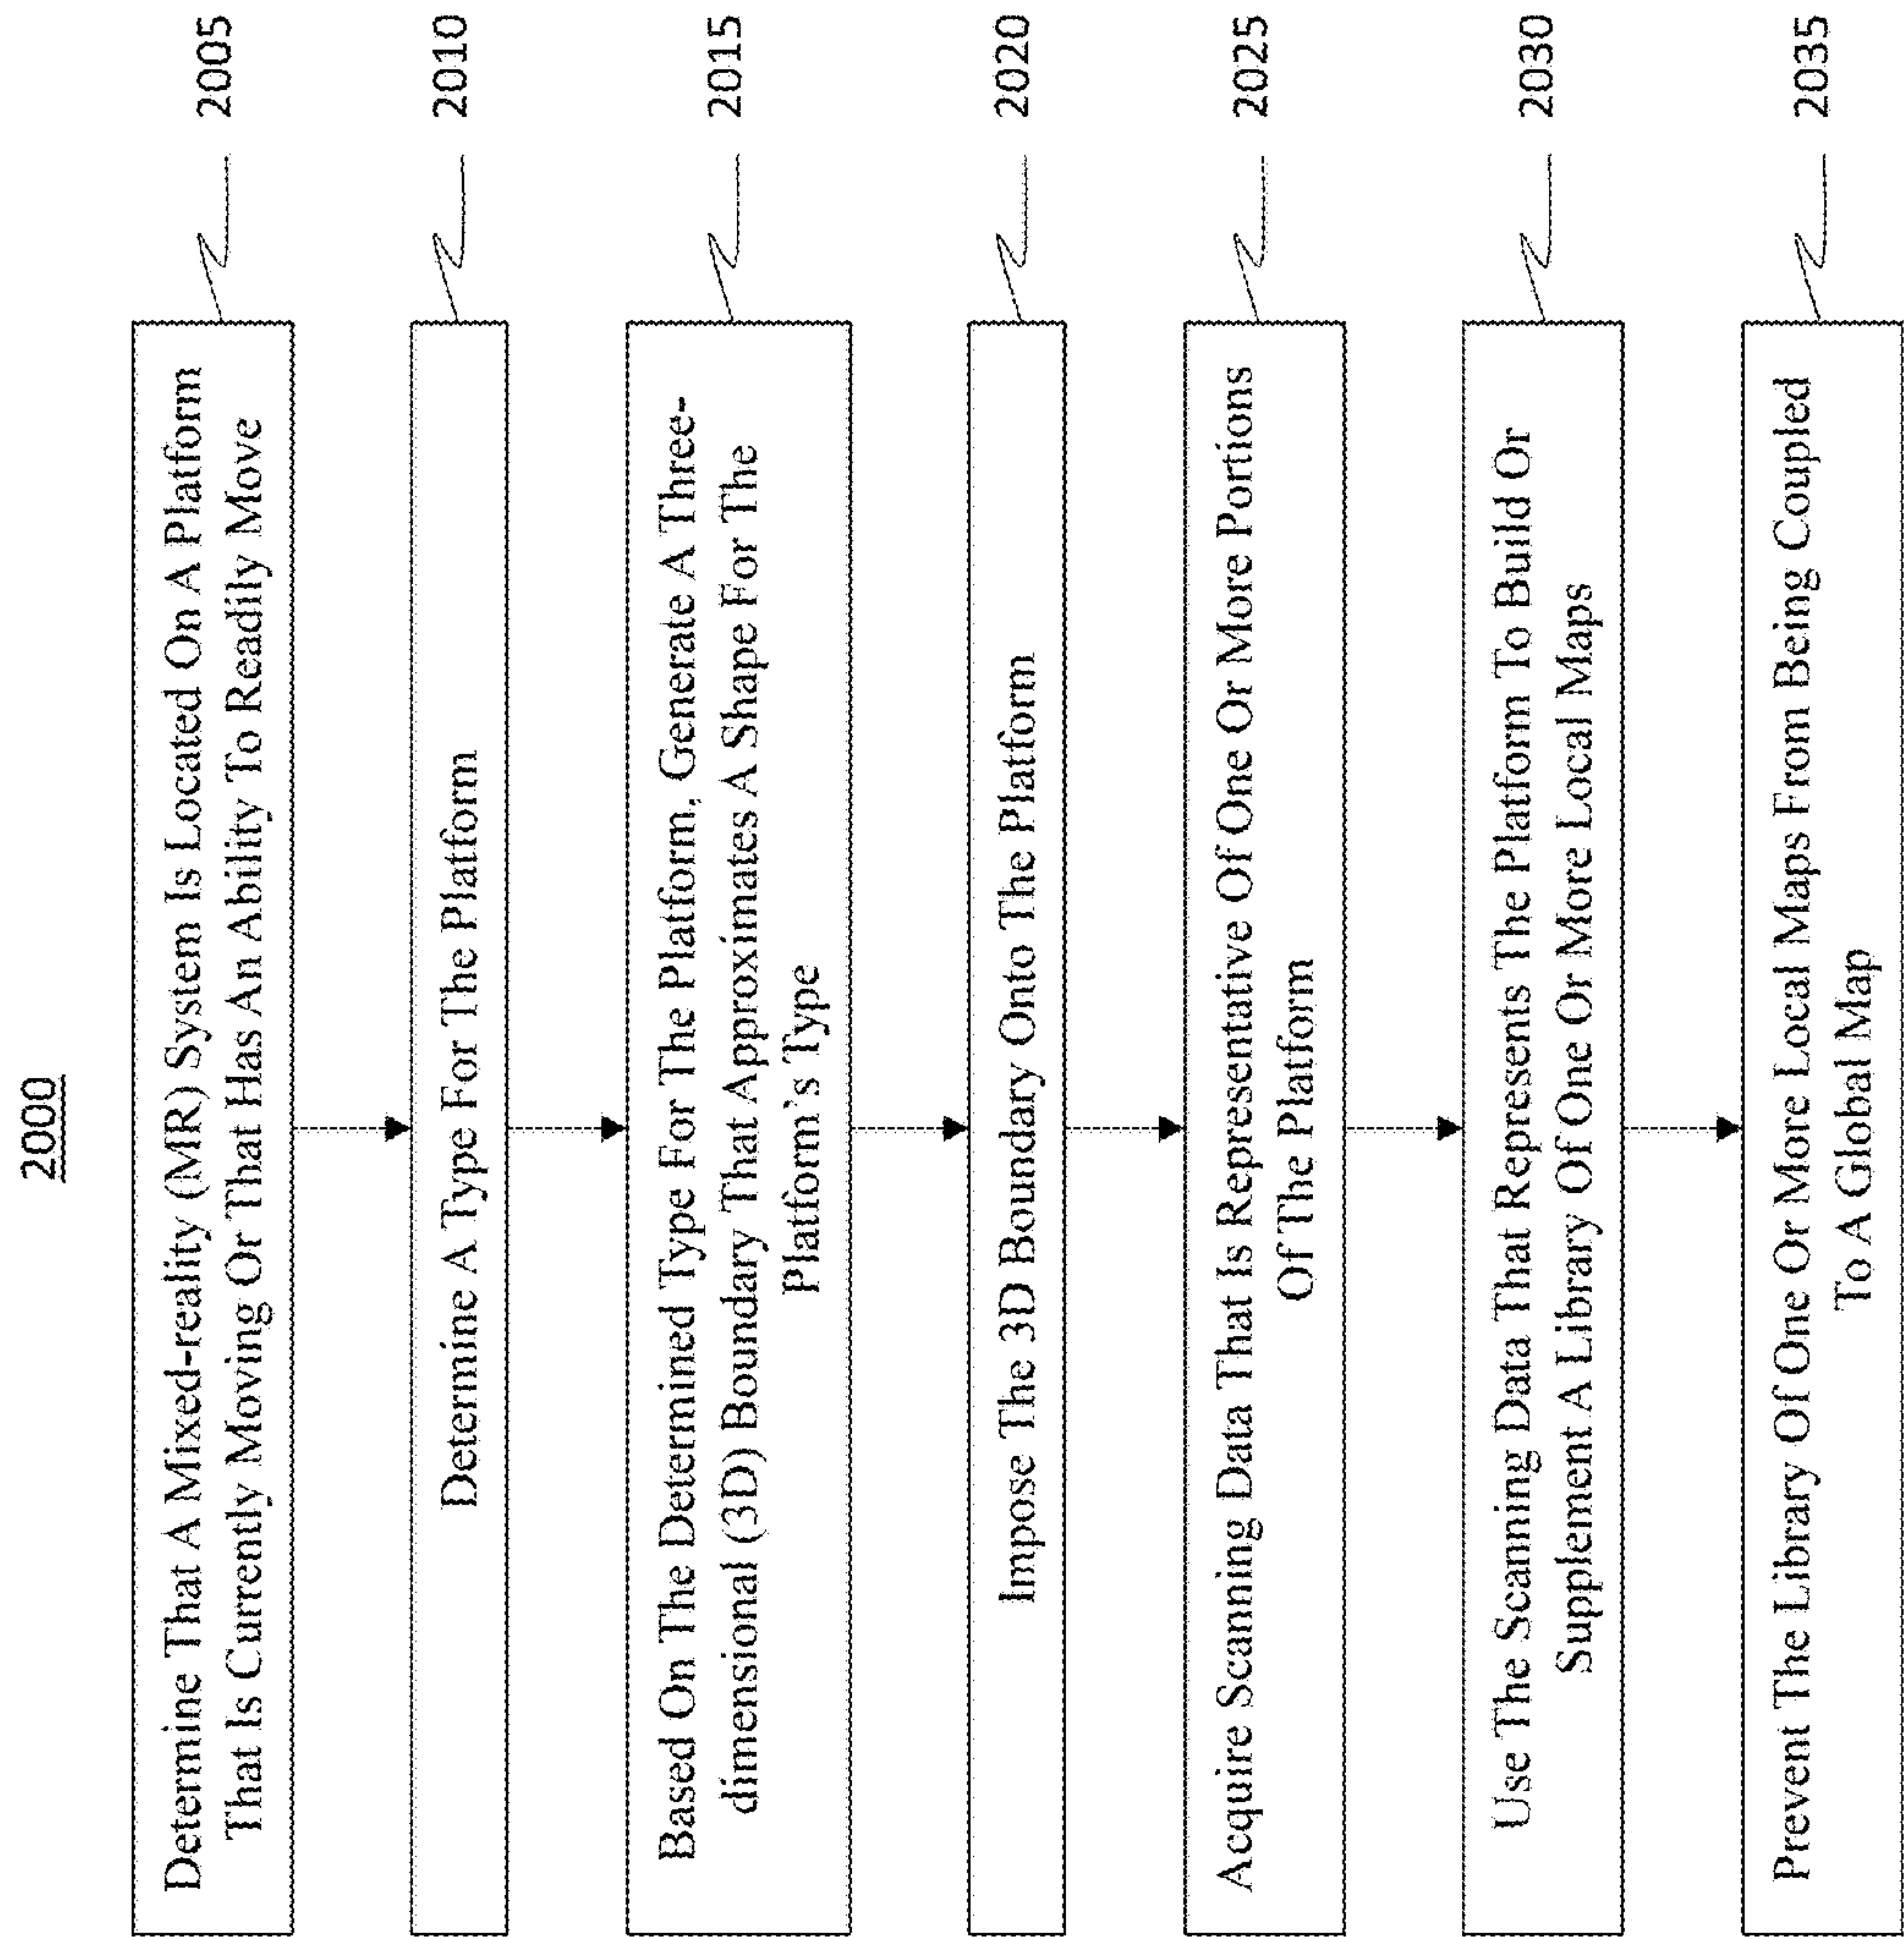 2000
Determine That A Mixed-reality (MR) System Is Located On A Platform
That Is Currently Moving Or That Has An Ability To Readily Move
2005
Determine A Type For The Platform
2010
Based On The Determined Type For The Platform, Generate A Three-
dimensional (3D) Boundary That Approximates A Shape For The
Platform's Type
2015
Impose The 3D Boundary Onto The Platform
2020
Acquire Scanning Data That Is Representative Of One Or More Portions
Of The Platform
2025
Use The Scanning Data That Represents The Platform To Build Or
Supplement A Library Of One Or More Local Maps
2030
Prevent The Library Of One Or More Local Maps From Being Coupled
To A Global Map
2035